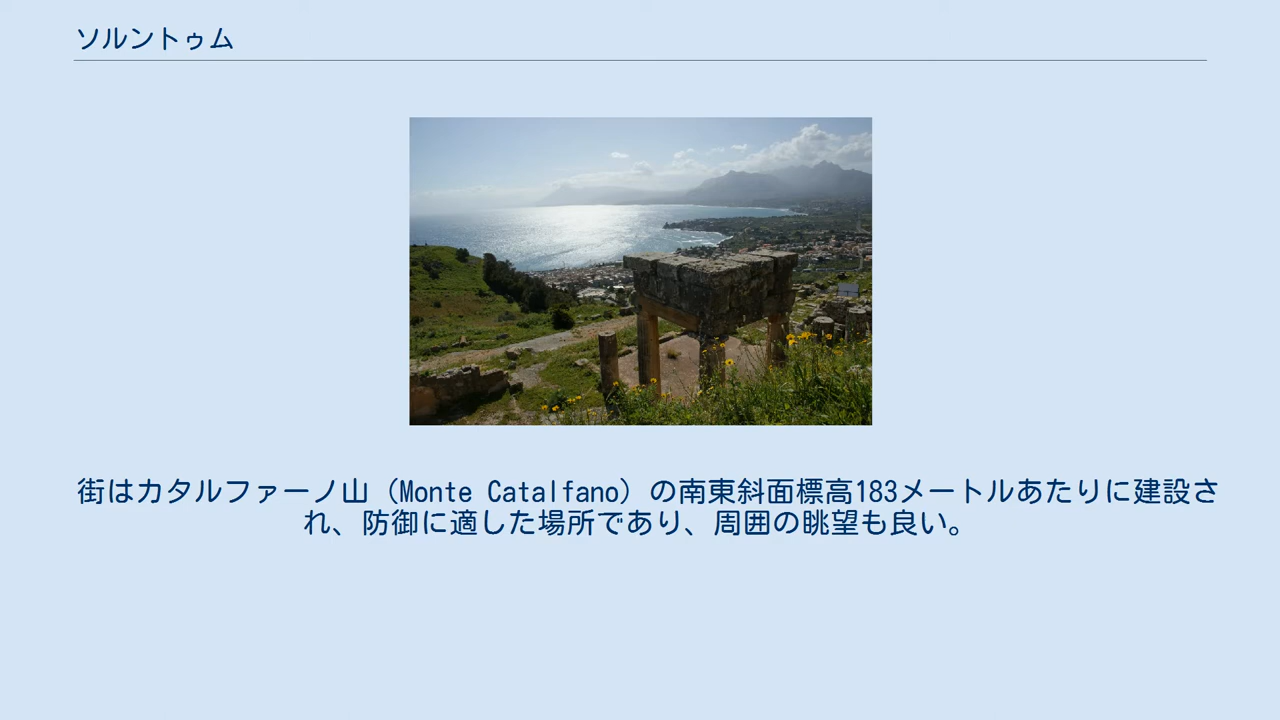 ソルントゥム
街はカタルファーノ山（Monte Catalfano）の南東斜面標高183メートルあたりに建設さ
れ、防御に適した場所であり、周囲の眺望も良い。